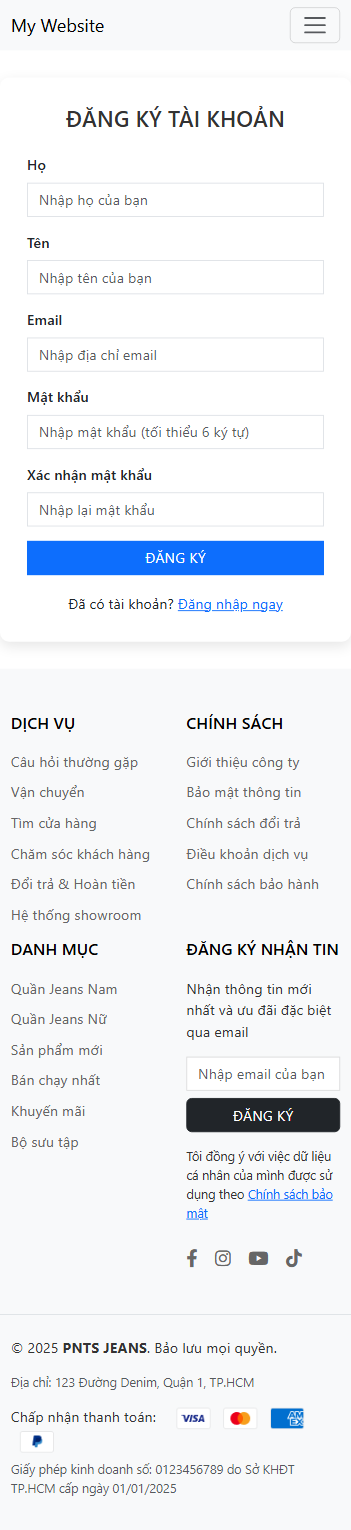 My Website
ĐĂNG KÝ TÀI KHOẢN
Họ
Nhập họ của bạn
Tên
Nhập tên của bạn
Email
Nhập địa chỉ email
Mật khẩu
Nhập mật khẩu (tối thiểu 6 ký tự)
Xác nhận mật khẩu
Nhập lại mật khẩu
ĐĂNG KÝ
Đã có tài khoản? Đăng nhập ngay
DỊCH VỤ
Câu hỏi thường gặp
Vận chuyển
Tìm cửa hàng
Chăm sóc khách hàng
Đổi trả & Hoàn tiền
Hệ thống showroom
CHÍNH SÁCH
Giới thiệu công ty
Bảo mật thông tin
Chính sách đổi trả
Điều khoản dịch vụ
Chính sách bảo hành
DANH MỤC
Quần Jeans Nam
Quần Jeans Nữ
Sản phẩm mới
Bán chạy nhất
Khuyến mãi
Bộ sưu tập
ĐĂNG KÝ NHẬN TIN
Nhận thông tin mới
nhất và ưu đãi đặc biệt
qua email
Nhập email của bạn
ĐĂNG KÝ
Tôi đồng ý với việc dữ liệu
cá nhân của mình được sử
dụng theo Chính sách bảo
mật
© 2025 PNTS JEANS. Bảo lưu mọi quyền.
Địa chỉ: 123 Đường Denim, Quận 1, TP.HCM
Chấp nhận thanh toán: VISA AMEX
Giấy phép kinh doanh số: 0123456789 do Sở KHĐT
TP.HCM cấp ngày 01/01/2025